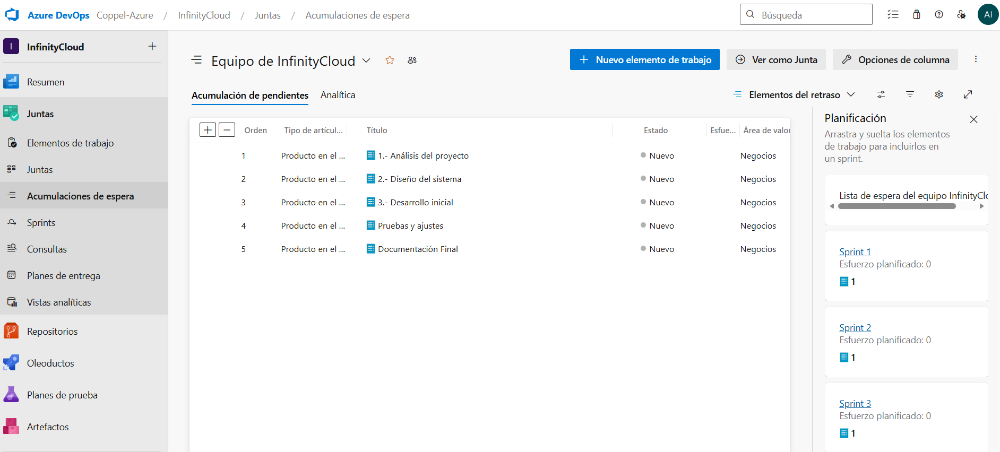 Azure DevOps Coppel-Azure / InfinityCloud / Juntas / Acumulaciones de espera
Búsqueda
AI
I InfinityCloud
Resumen
Juntas
Elementos de trabajo
Juntas
Acumulaciones de espera
Sprints
Consultas
Planes de entrega
Vistas analíticas
Repositorios
Oleoductos
Planes de prueba
Artefactos
Equipo de InfinityCloud
Nuevo elemento de trabajo
Ver como Junta
Opciones de columna
Acumulación de pendientes
Analítica
Elementos del retraso
Orden Tipo de artícul... Título Estado Esfue... Área de valor
1 Producto en el ... 1.- Análisis del proyecto Nuevo Negocios
2 Producto en el ... 2.- Diseño del sistema Nuevo Negocios
3 Producto en el ... 3.- Desarrollo inicial Nuevo Negocios
4 Producto en el ... Pruebas y ajustes Nuevo Negocios
5 Producto en el ... Documentación Final Nuevo Negocios
Planificación
Arrastra y suelta los elementos
de trabajo para incluirlos en
un sprint.
Lista de espera del equipo InfinityClo
Sprint 1
Esfuerzo planificado: 0
1
Sprint 2
Esfuerzo planificado: 0
1
Sprint 3
Esfuerzo planificado: 0
1